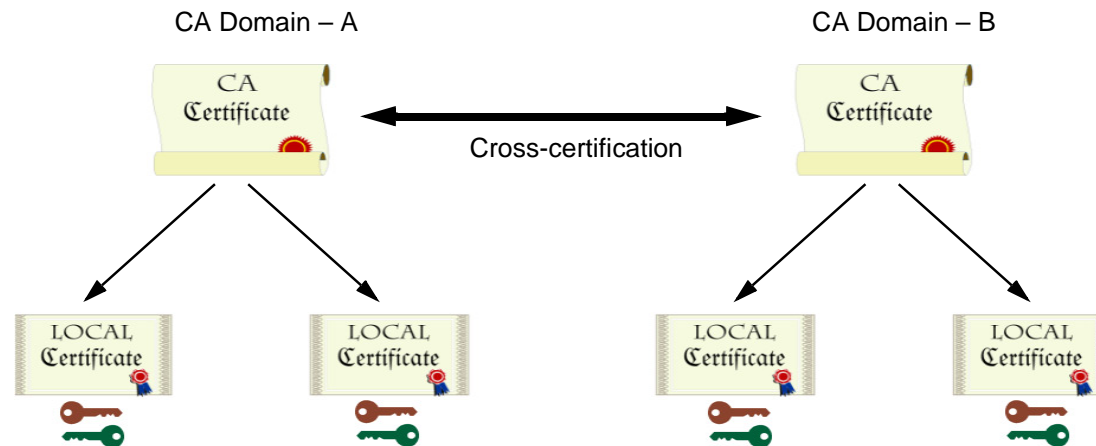 CA Domain – A
CA Domain – B
CA
Certificate
CA
Certificate
Cross-certification
LOCAL
Certificate
LOCAL
Certificate
LOCAL
Certificate
LOCAL
Certificate